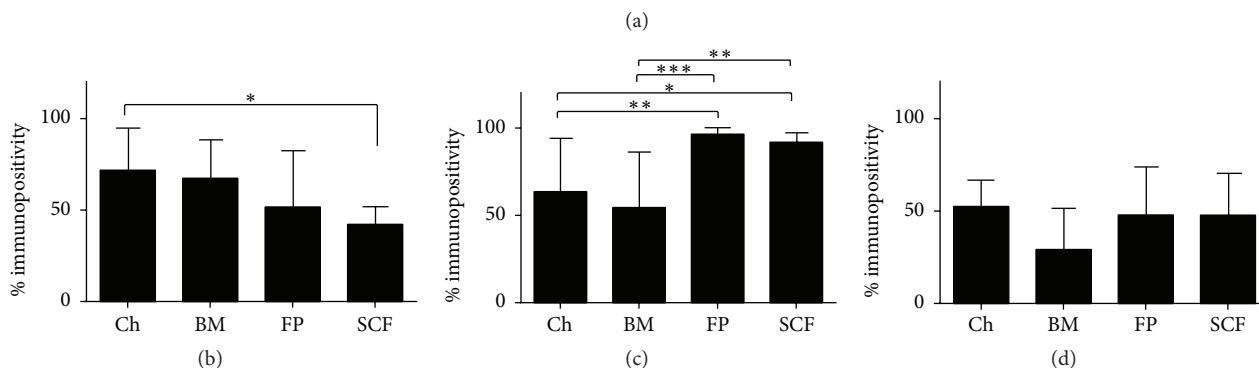 (a)
% immunopositivity
100
50
0
*
Ch BM FP SCF
(b)
% immunopositivity
100
50
0
**
***
*
**
Ch BM FP SCF
(c)
% immunopositivity
100
50
0
Ch BM FP SCF
(d)